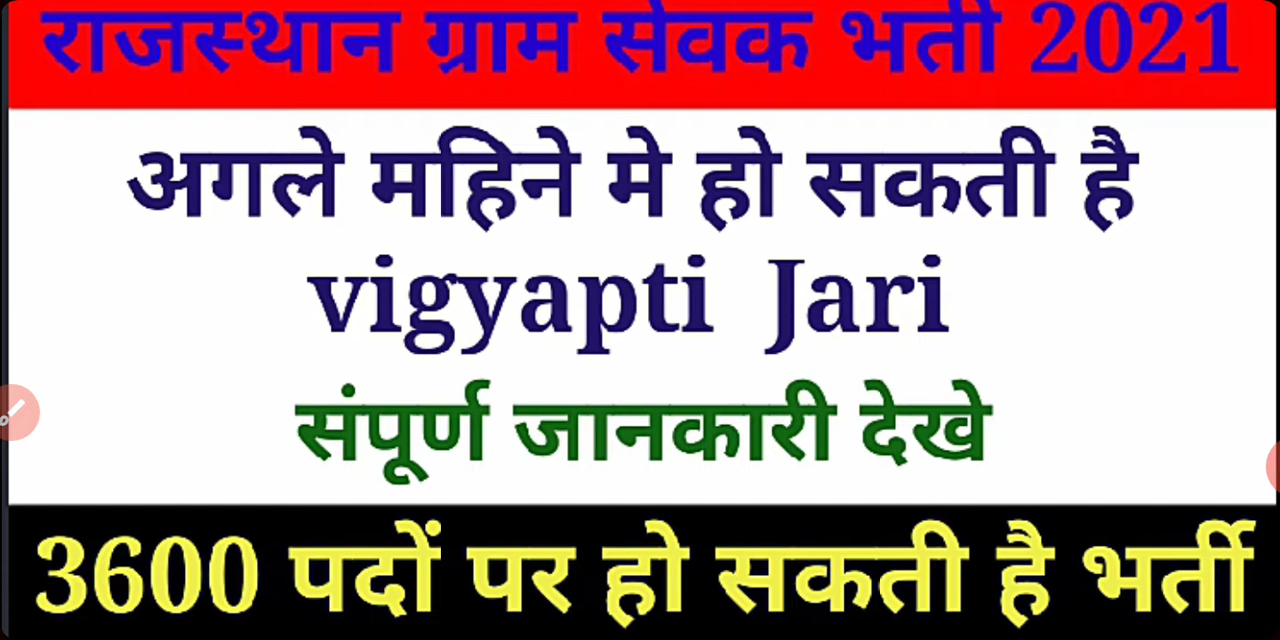 राजस्थान ग्राम सेवक भर्ती 2021
अगले महिने मे हो सकती है
vigyapti Jari
संपूर्ण जानकारी देखे
3600 पदों पर हो सकती है भर्ती